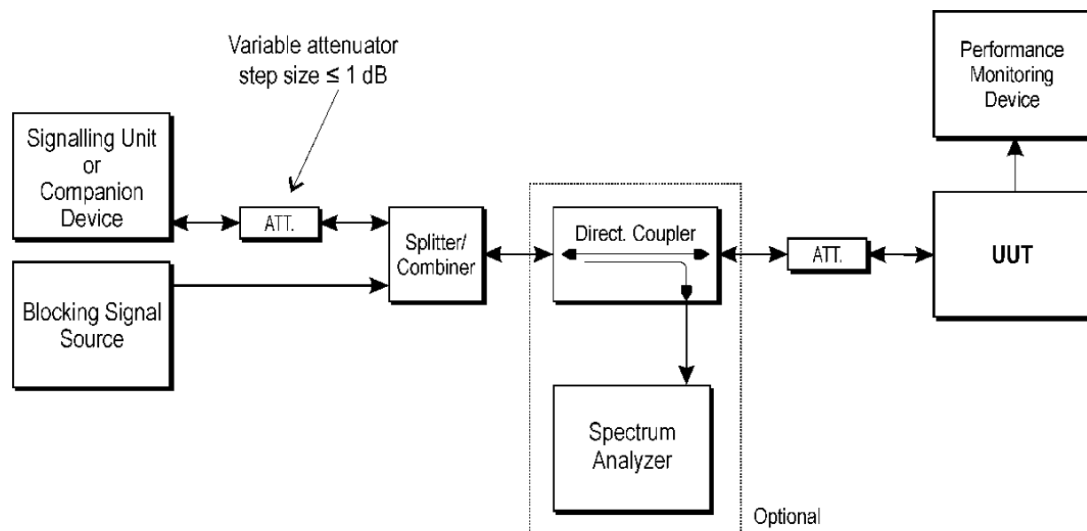 Variable attenuator
step size ≤ 1 dB
Signalling Unit
or
Companion
Device
ATT.
Splitter/
Combiner
Blocking Signal
Source
Direct. Coupler
Spectrum
Analyzer
Optional
ATT.
UUT
Performance
Monitoring
Device